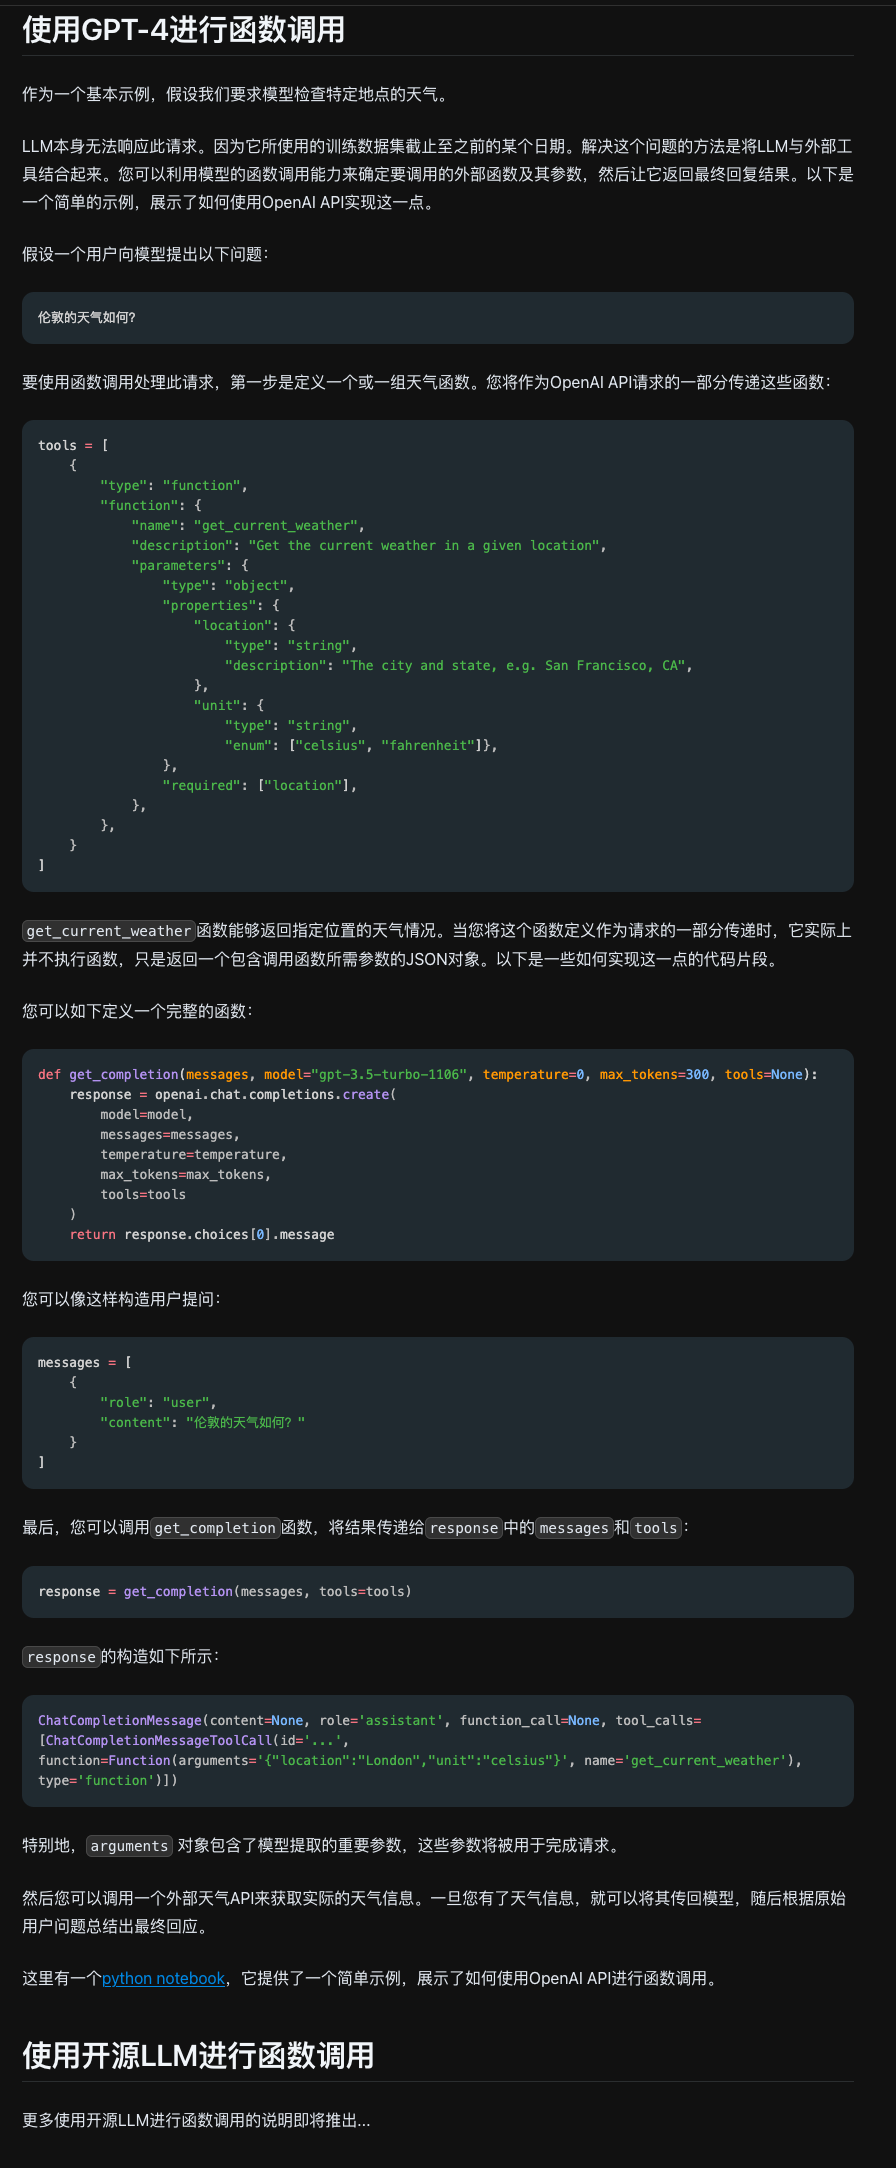 使用GPT-4进行函数调用
作为一个基本示例，假设我们要求模型检查特定地点的天气。
LLM本身无法响应此请求。因为它所使用的训练数据集截止至之前的某个日期。解决这个问题的方法是将LLM与外部工
具结合起来。您可以利用模型的函数调用能力来确定要调用的外部函数及其参数，然后让它返回最终回复结果。以下是
一个简单的示例，展示了如何使用OpenAI API实现这一点。
假设一个用户向模型提出以下问题：
伦敦的天气如何?
要使用函数调用处理此请求，第一步是定义一个或一组天气函数。您将作为OpenAI API请求的一部分传递这些函数：
tools = [
    {
        "type": "function",
        "function": {
            "name": "get_current_weather",
            "description": "Get the current weather in a given location",
            "parameters": {
                "type": "object",
                "properties": {
                    "location": {
                        "type": "string",
                        "description": "The city and state, e.g. San Francisco, CA",
                    },
                    "unit": {
                        "type": "string",
                        "enum": ["celsius", "fahrenheit"]},
                },
                "required": ["location"],
            },
        },
    }
]
get_current_weather函数能够返回指定位置的天气情况。当您将这个函数定义作为请求的一部分传递时，它实际上
并不执行函数，只是返回一个包含调用函数所需参数的JSON对象。以下是一些如何实现这一点的代码片段。
您可以如下定义一个完整的函数：
def get_completion(messages, model="gpt-3.5-turbo-1106", temperature=0, max_tokens=300, tools=None):
    response = openai.chat.completions.create(
        model=model,
        messages=messages,
        temperature=temperature,
        max_tokens=max_tokens,
        tools=tools
    )
    return response.choices[0].message
您可以像这样构造用户提问：
messages = [
    {
        "role": "user",
        "content": "伦敦的天气如何？"
    }
]
最后，您可以调用get_completion函数，将结果传递给response中的messages和tools：
response = get_completion(messages, tools=tools)
response的构造如下所示：
ChatCompletionMessage(content=None, role='assistant', function_call=None, tool_calls=
[ChatCompletionMessageToolCall(id='...',
function=Function(arguments='{"location":"London","unit":"celsius"}', name='get_current_weather'),
type='function')])
特别地，arguments 对象包含了模型提取的重要参数，这些参数将被用于完成请求。
然后您可以调用一个外部天气API来获取实际的天气信息。一旦您有了天气信息，就可以将其传回模型，随后根据原始
用户问题总结出最终回应。
这里有一个python notebook，它提供了一个简单示例，展示了如何使用OpenAI API进行函数调用。
使用开源LLM进行函数调用
更多使用开源LLM进行函数调用的说明即将推出...